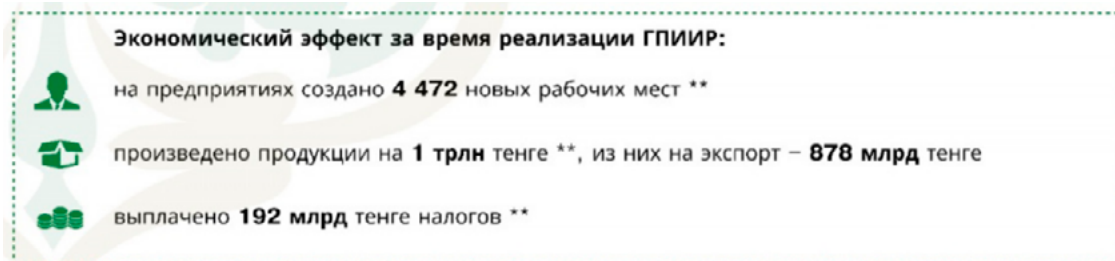 Экономический эффект за время реализации ГПИИР:
на предприятиях создано 4 472 новых рабочих мест **
произведено продукции на 1 трлн тенге **, из них на экспорт – 878 млрд тенге
выплачено 192 млрд тенге налогов **